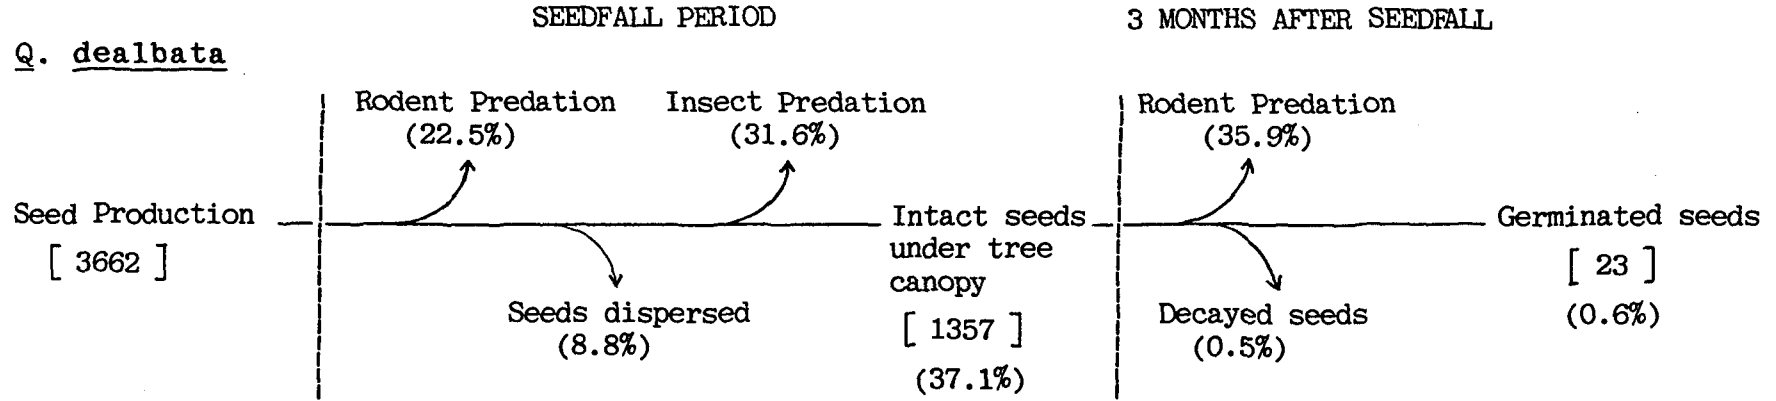 SEEDFALL PERIOD
3 MONTHS AFTER SEEDFALL
Q. dealbata
Rodent Predation
(22.5%)
Insect Predation
(31.6%)
Rodent Predation
(35.9%)
Seed Production
[ 3662 ]
Intact seeds
under tree
canopy
[ 1357 ]
(37.1%)
Germinated seeds
[ 23 ]
(0.6%)
Seeds dispersed
(8.8%)
Decayed seeds
(0.5%)